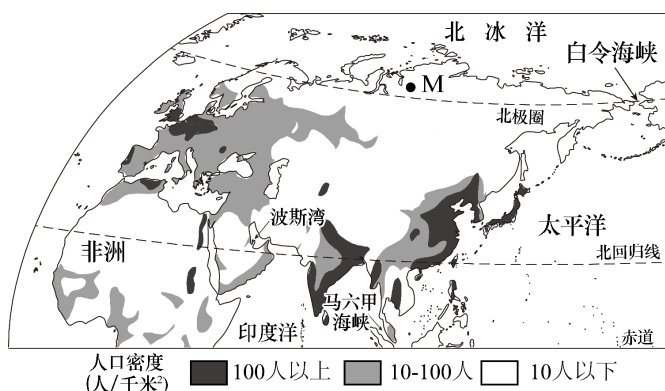 北冰洋
白令海峡
M
北极圈
波斯湾
太平洋
非洲
北回归线
马六甲
海峡
印度洋
赤道
人口密度
(人/千米²)
100人以上
10-100人
10人以下